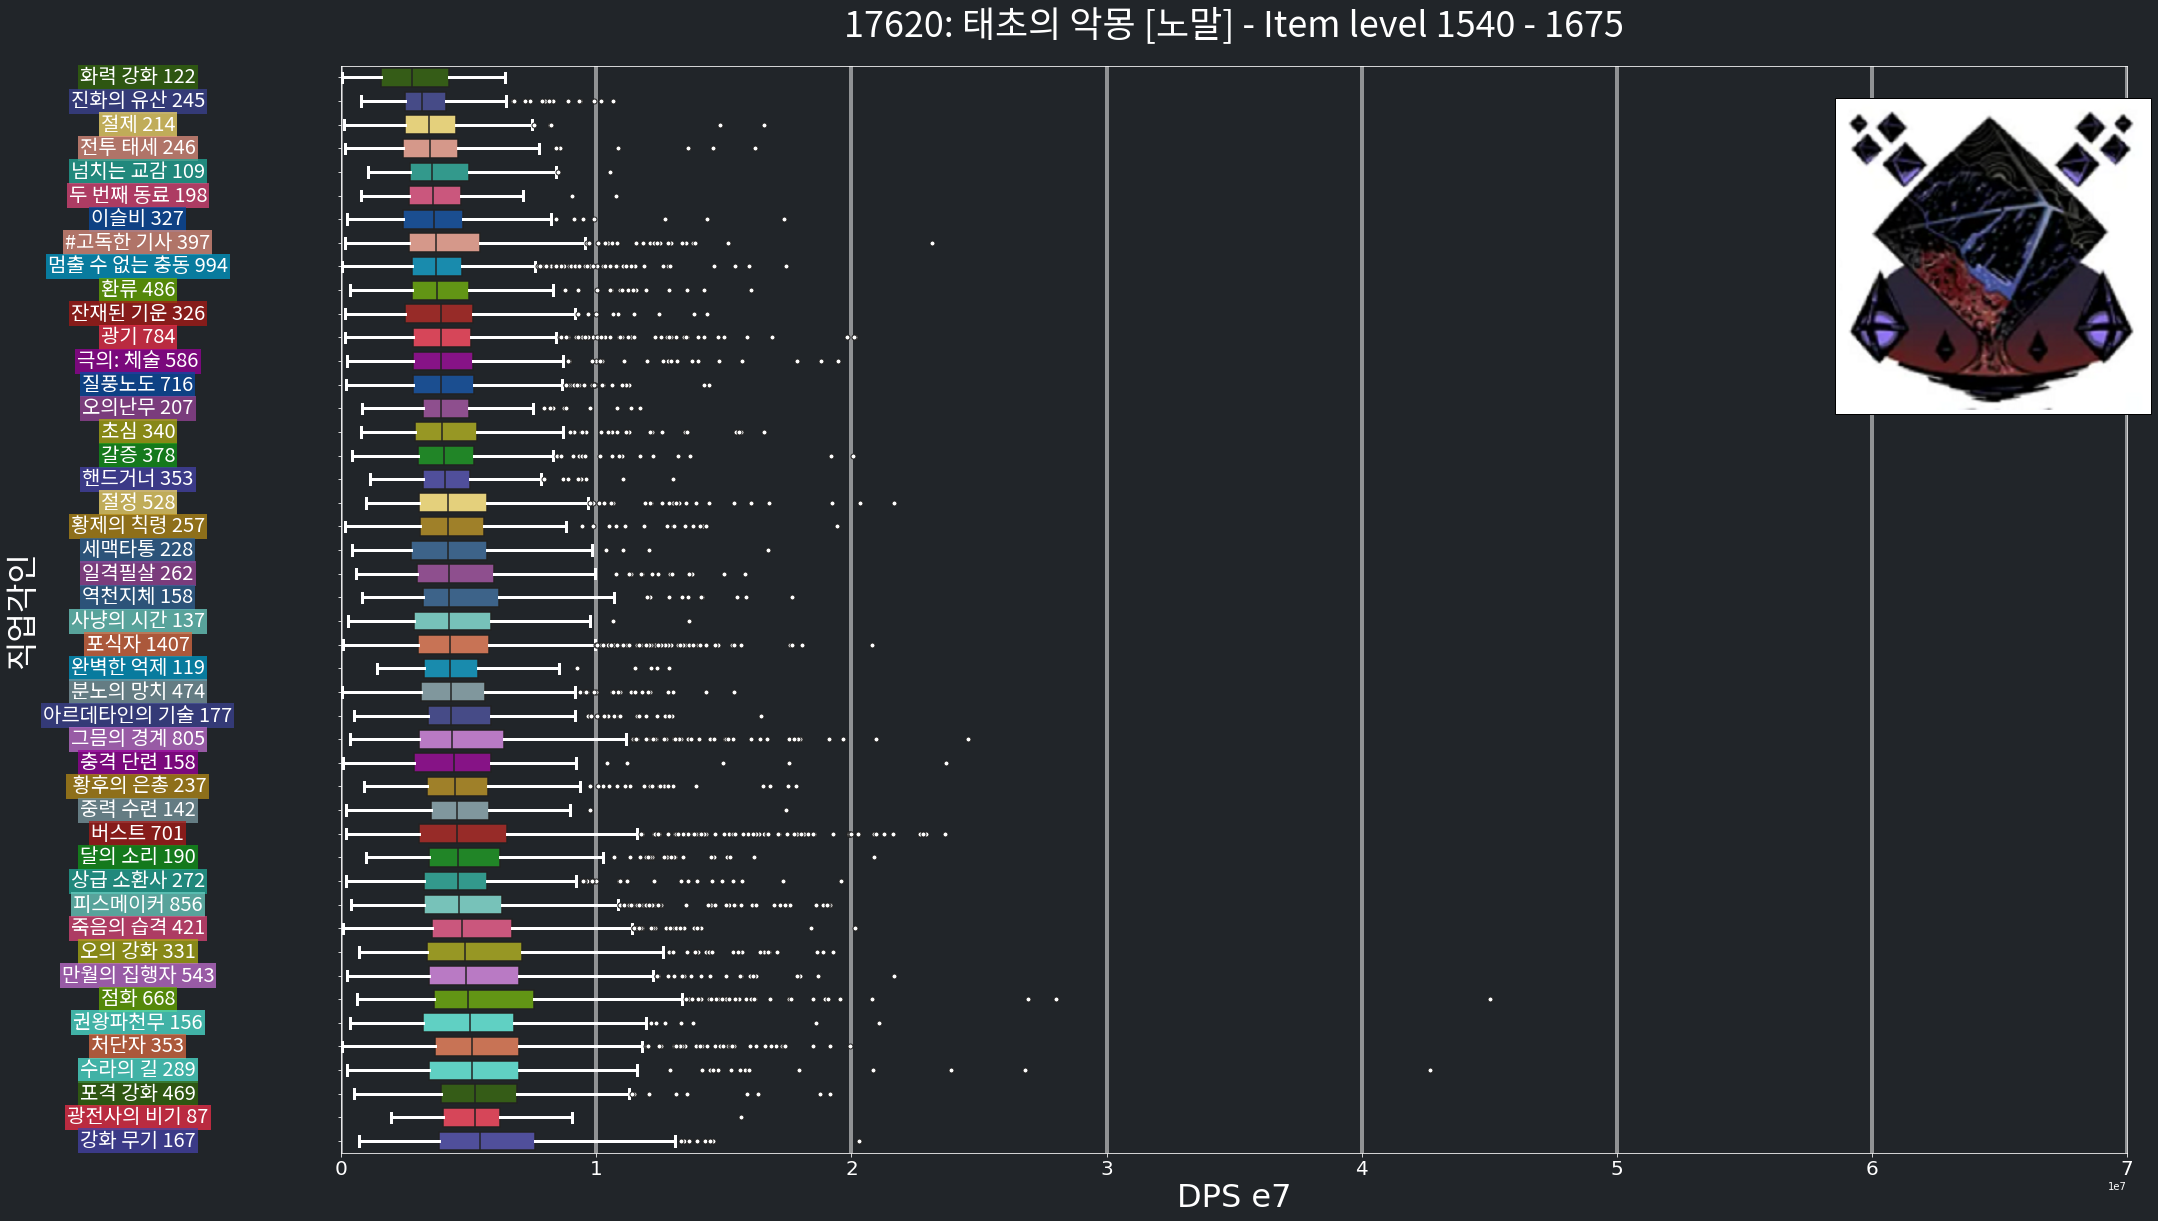 17620: 태초의 악몽 [노말] - Item level 1540 - 1675
화력 강화 122
진화의 유산 245
절제 214
전투 태세 246
넘치는 교감 109
두 번째 동료 198
이슬비 327
#고독한 기사 397
멈출 수 없는 충동 994
환류 486
잔재된 기운 326
광기 784
극의: 체술 586
질풍노도 716
오의난무 207
초심 340
갈증 378
핸드거너 353
절정 528
황제의 칙령 257
세맥타통 228
일격필살 262
역천지체 158
사냥의 시간 137
포식자 1407
완벽한 억제 119
분노의 망치 474
아르데타인의 기술 177
그믐의 경계 805
충격 단련 158
황후의 은총 237
중력 수련 142
버스트 701
달의 소리 190
상급 소환사 272
피스메이커 856
죽음의 습격 421
오의 강화 331
만월의 집행자 543
점화 668
권왕파천무 156
처단자 353
수라의 길 289
포격 강화 469
광전사의 비기 87
강화 무기 167
직업각인
0 1 2 3 4 5 6 7
1e7
DPS e7